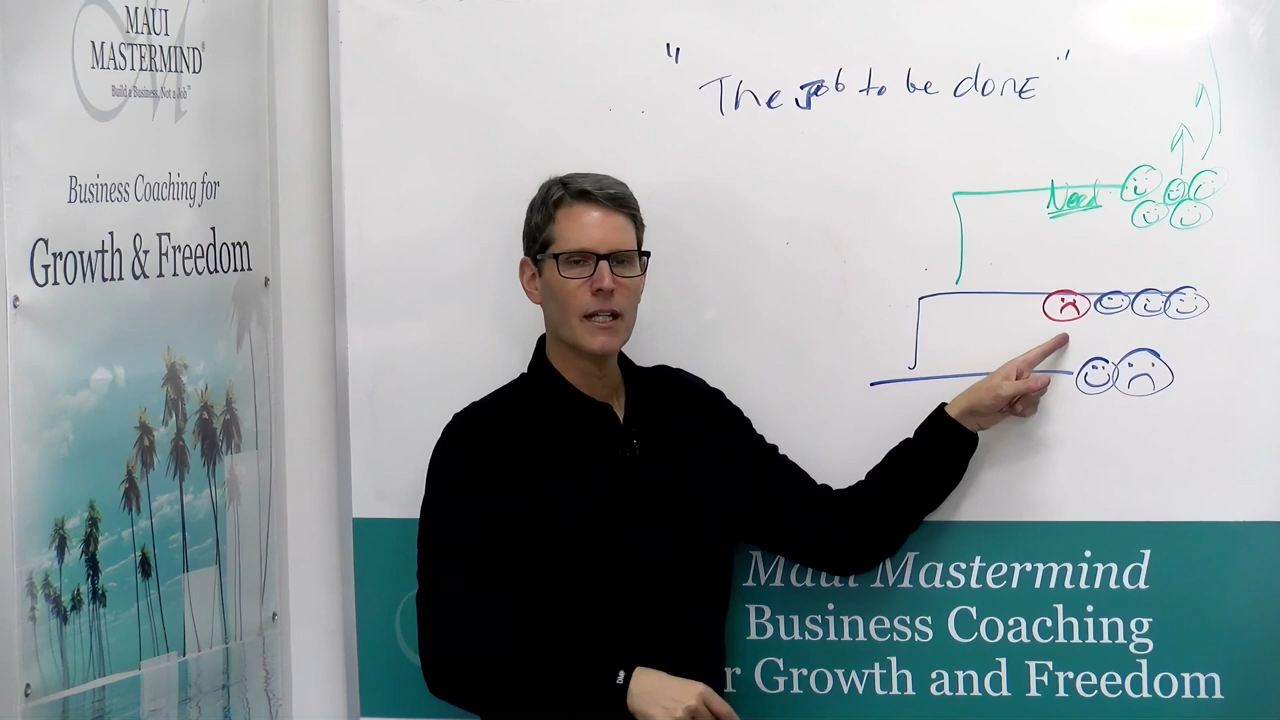 MAUI
MASTERMIND®
Build a Business, Not a Job™
Business Coaching for
Growth & Freedom
"The Job to be done"
Need
Maui Mastermind
Business Coaching
r Growth and Freedom